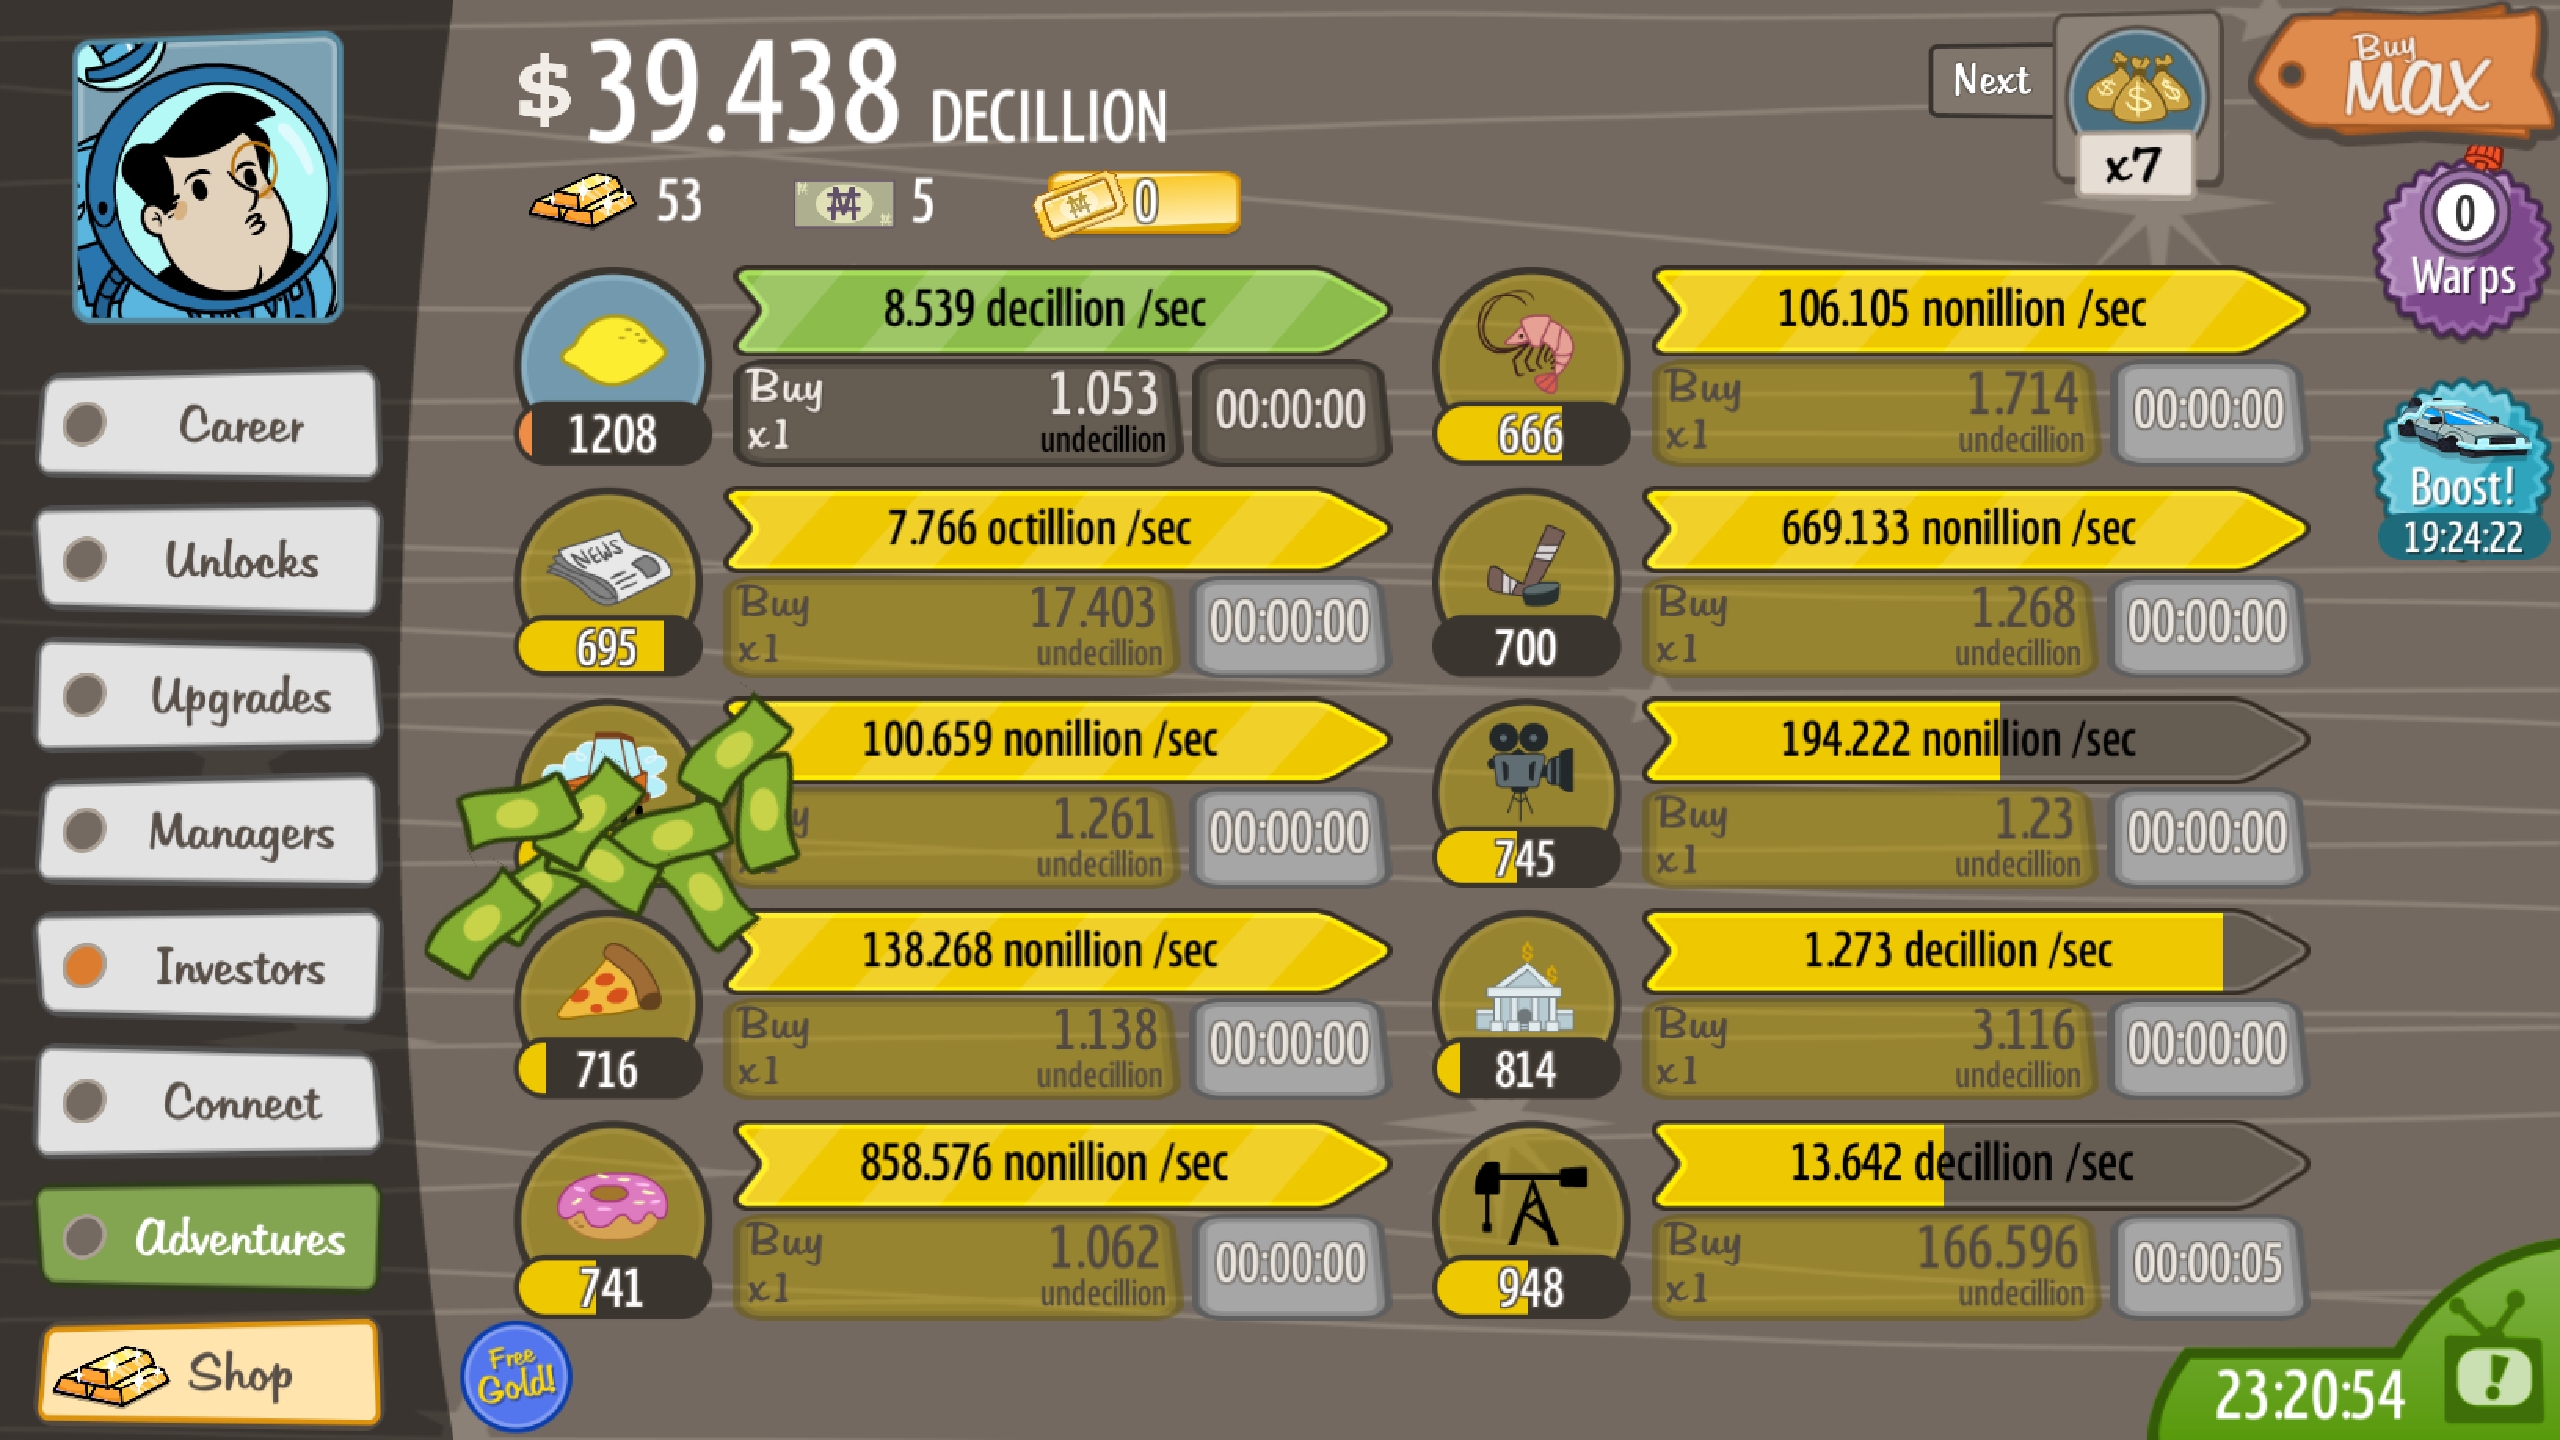 $ 39.438 DECILLION
53
5
0
Next
x7
Buy
MAX
0
Warps
Boost!
19:24:22
Career
Unlocks
Upgrades
Managers
Investors
Connect
Adventures
Shop
8.539 decillion /sec
Buy
x1
1.053
undecillion
00:00:00
1208
106.105 nonillion /sec
Buy
x1
1.714
undecillion
00:00:00
666
NEWS
7.766 octillion /sec
Buy
x1
17.403
undecillion
00:00:00
695
669.133 nonillion /sec
Buy
x1
1.268
undecillion
00:00:00
700
100.659 nonillion /sec
1.261
undecillion
00:00:00
194.222 nonillion /sec
Buy
x1
1.23
undecillion
00:00:00
745
138.268 nonillion /sec
Buy
x1
1.138
undecillion
00:00:00
716
1.273 decillion /sec
Buy
x1
3.116
undecillion
00:00:00
814
858.576 nonillion /sec
Buy
x1
1.062
undecillion
00:00:00
741
13.642 decillion /sec
Buy
x1
166.596
undecillion
00:00:05
948
Free
Gold!
23:20:54